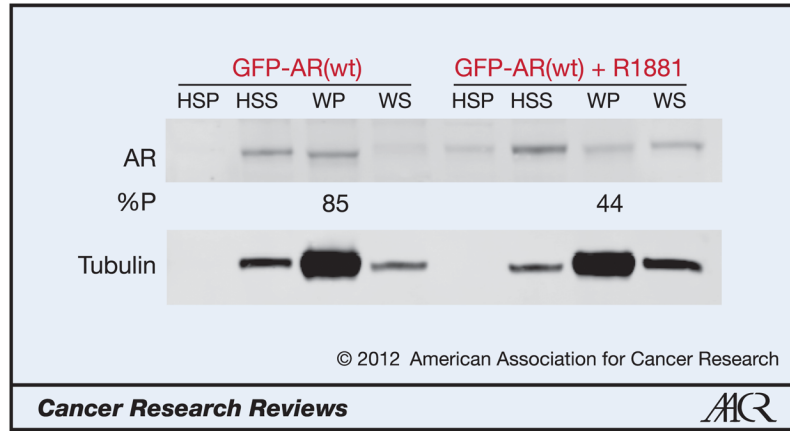 GFP-AR(wt) GFP-AR(wt) + R1881
HSP HSS WP WS HSP HSS WP WS
AR
%P 85 44
Tubulin
© 2012 American Association for Cancer Research
Cancer Research Reviews AACR